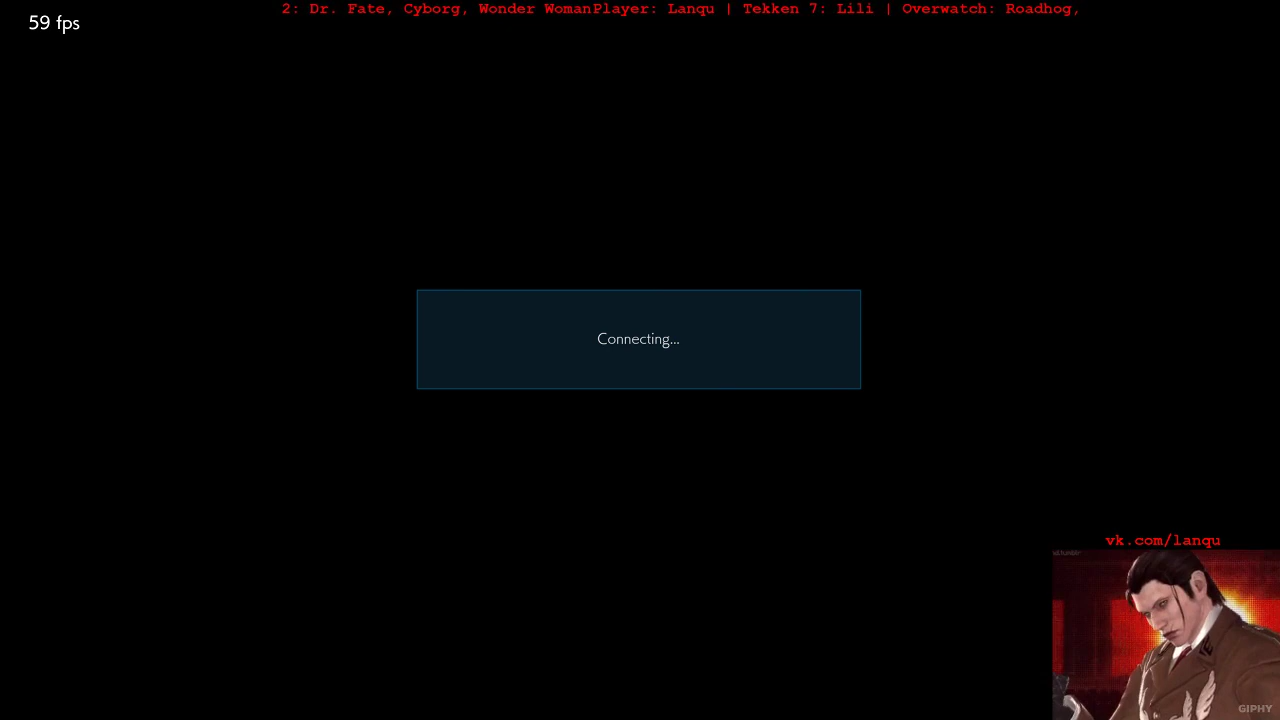 2: Dr. Fate, Cyborg, Wonder WomanPlayer: Lanqu | Tekken 7: Lili | Overwatch: Roadhog,
59 fps
Connecting...
vk.com/lanqu
GIPHY